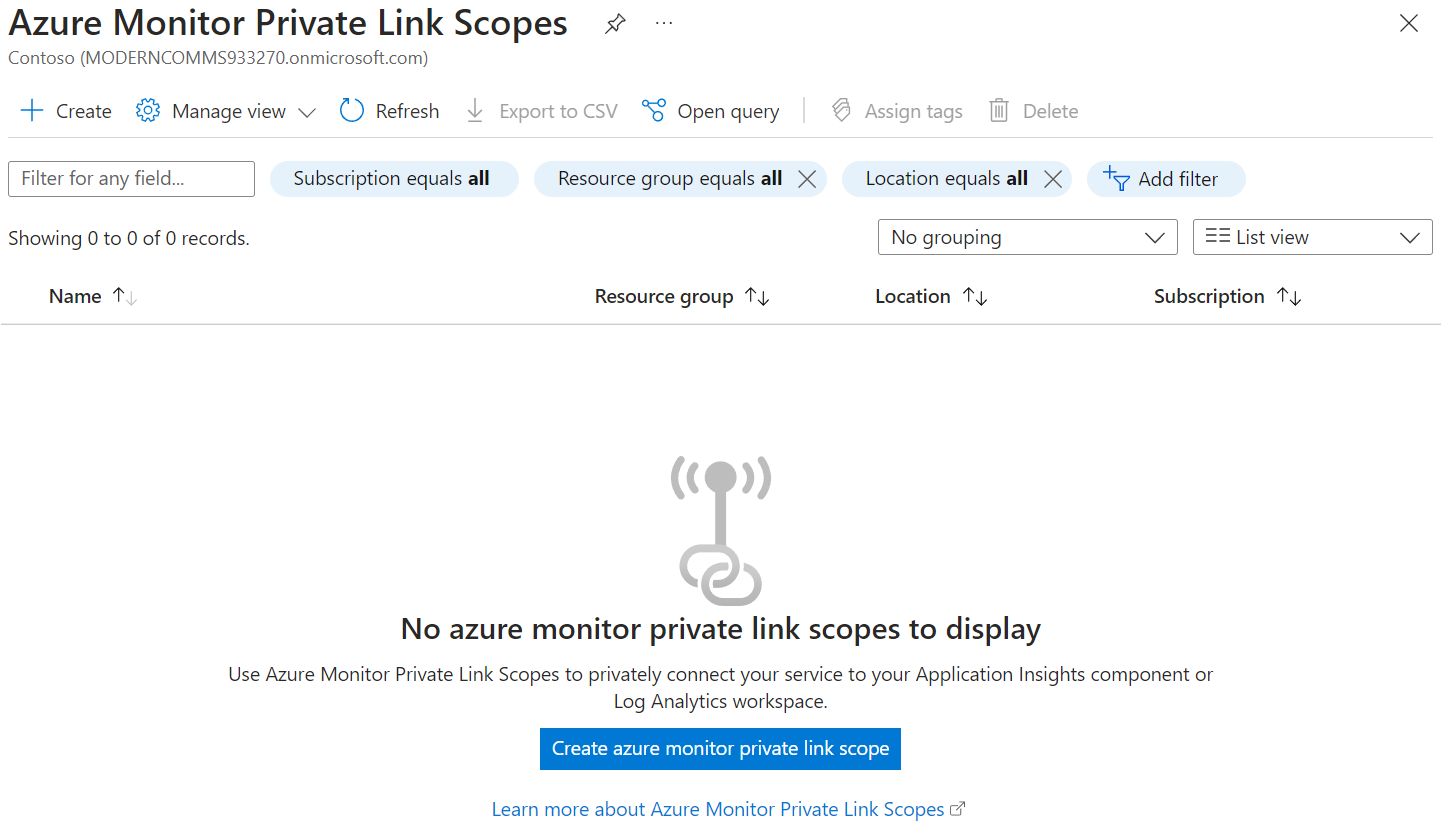 Azure Monitor Private Link Scopes
Contoso (MODERNCOMMS933270.onmicrosoft.com)
Create Manage view Refresh Export to CSV Open query Assign tags Delete
Filter for any field... Subscription equals all Resource group equals all Location equals all Add filter
Showing 0 to 0 of 0 records. No grouping List view
Name Resource group Location Subscription
No azure monitor private link scopes to display
Use Azure Monitor Private Link Scopes to privately connect your service to your Application Insights component or
Log Analytics workspace.
Create azure monitor private link scope
Learn more about Azure Monitor Private Link Scopes